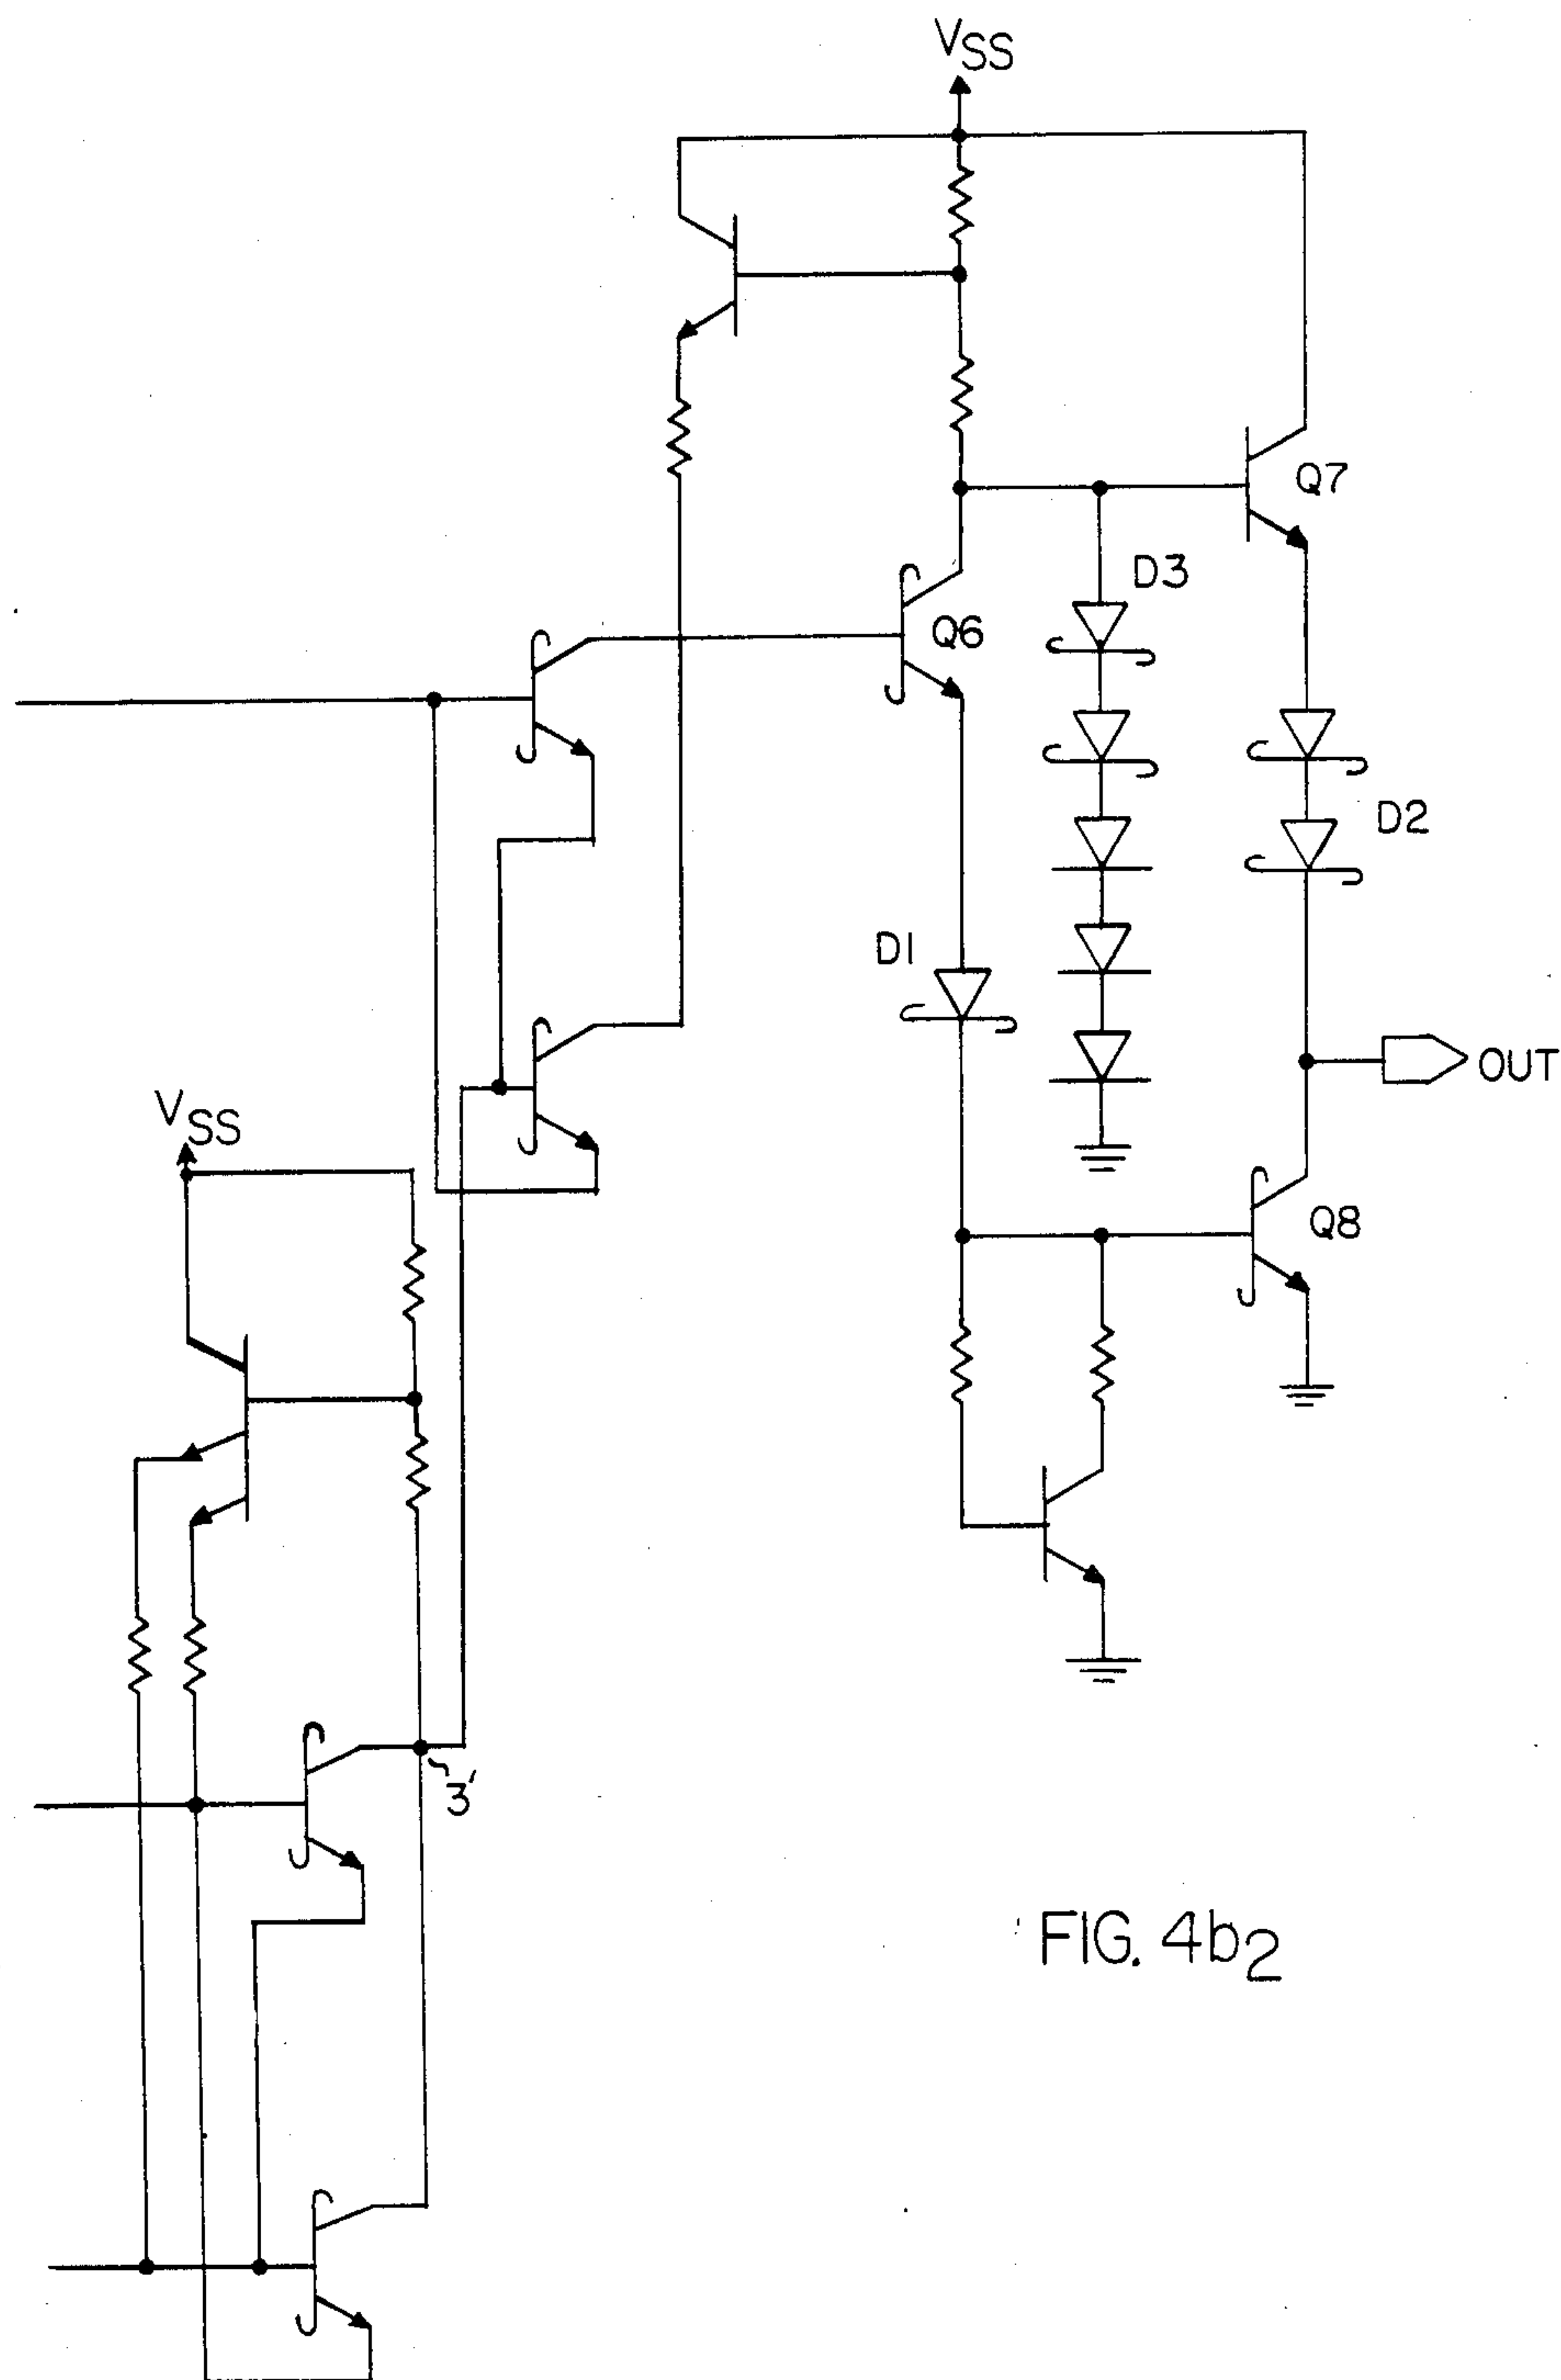 VSS
Q7
D3
Q6
D2
D1
OUT
VSS
Q8
3'
FIG. 4b2